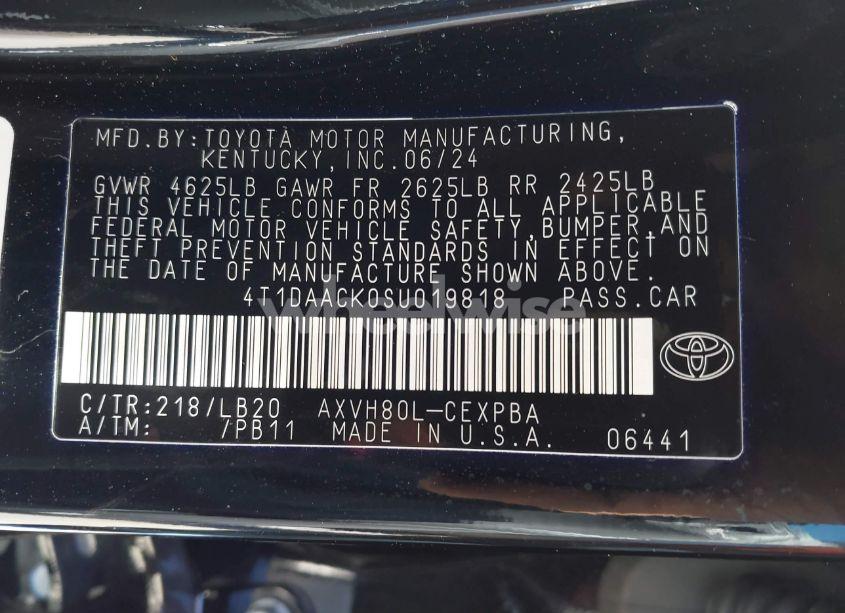 MFD.BY:TOYOTA MOTOR MANUFACTURING,
KENTUCKY,INC.06/24
GVWR 4625LB GAWR FR 2625LB RR 2425LB
THIS VEHICLE CONFORMS TO ALL APPLICABLE
FEDERAL MOTOR VEHICLE SAFETY,BUMPER,AND
THEFT PREVENTION STANDARDS IN EFFECT ON
THE DATE OF MANUFACTURE SHOWN ABOVE.
4T1DAACK0SU019818 PASS.CAR
wheelwise
C/TR:218/LB20 AXVH80L-CEXPBA
A/TM: 7PB11 MADE IN U.S.A. 06441